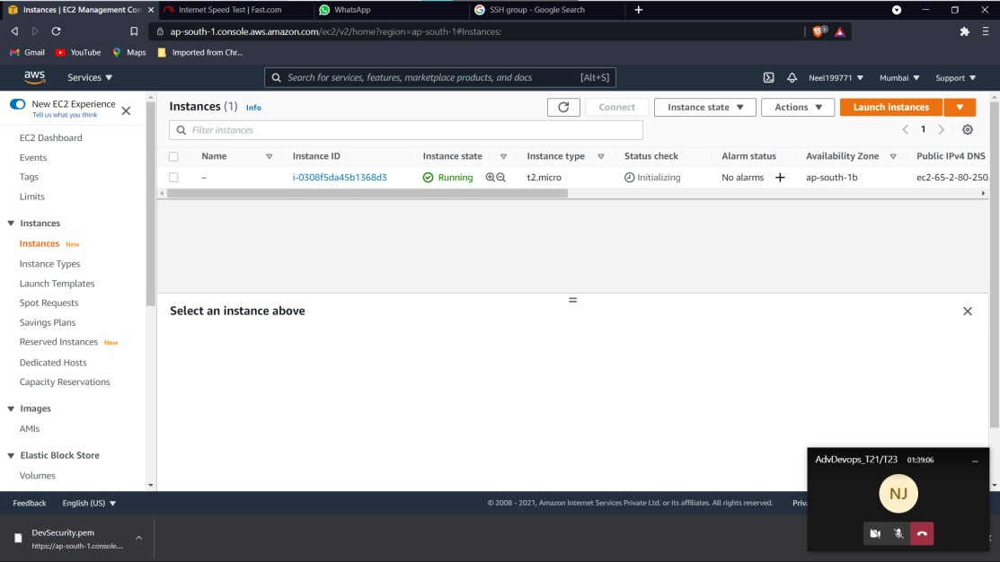 Instances | EC2 Management Con
Internet Speed Test | Fast.com
WhatsApp
SSH group - Google Search
ap-south-1.console.aws.amazon.com/ec2/v2/home?region=ap-south-1#Instances:
1
Gmail
YouTube
Maps
Imported from Chr...
aws
Services
Search for services, features, marketplace products, and docs
[Alt+S]
Neel199771
Mumbai
Support
New EC2 Experience
Tell us what you think
EC2 Dashboard
Events
Tags
Limits
Instances
Instances New
Instance Types
Launch Templates
Spot Requests
Savings Plans
Reserved Instances New
Dedicated Hosts
Capacity Reservations
Images
AMIs
Elastic Block Store
Volumes
Instances (1) Info
Connect
Instance state
Actions
Launch instances
Filter instances
1
Name
Instance ID
Instance state
Instance type
Status check
Alarm status
Availability Zone
Public IPv4 DNS
–
i-0308f5da45b1368d3
Running
t2.micro
Initializing
No alarms +
ap-south-1b
ec2-65-2-80-250.
Select an instance above
AdvDevops_T21/T23
01:39:06
NJ
Feedback
English (US)
© 2008 - 2021, Amazon Internet Services Private Ltd. or its affiliates. All rights reserved.
Priva
DevSecurity.pem
https://ap-south-1.console....